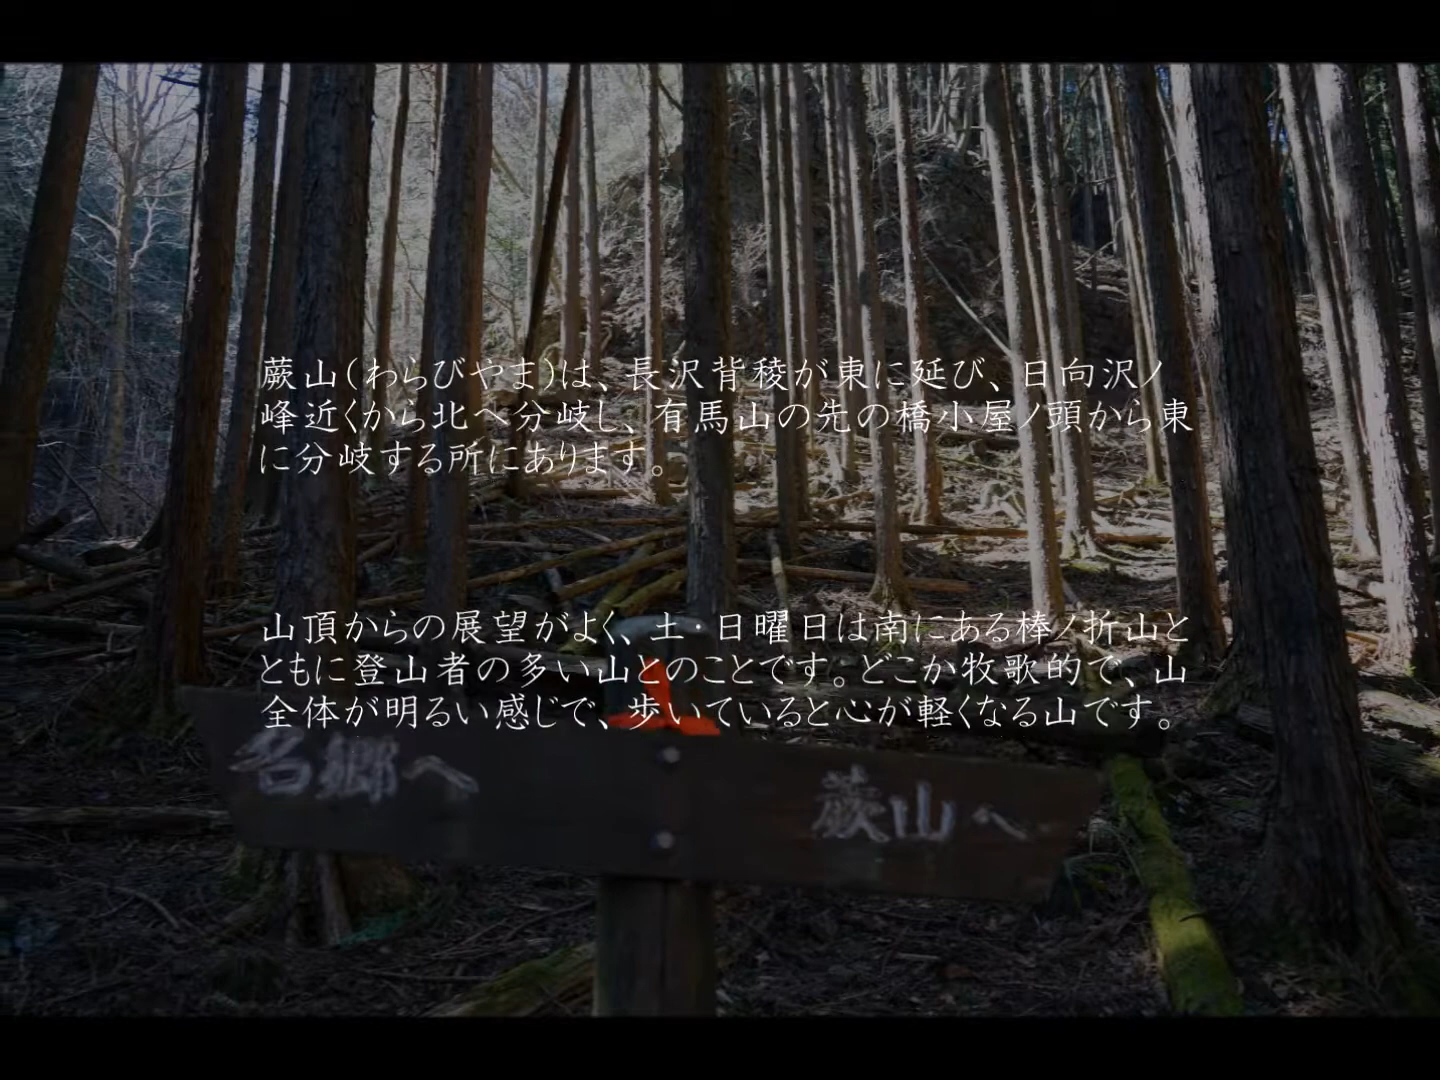 蕨山(わらびやま)は、長沢背稜が東に延び、日向沢ノ
峰近くから北へ分岐し、有馬山の先の橋小屋ノ頭から東
に分岐する所にあります。
山頂からの展望がよく、土・日曜日は南にある棒ノ折山と
ともに登山者の多い山とのことです。どこか牧歌的で、山
全体が明るい感じで、歩いていると心が軽くなる山です。
名郷へ
蕨山へ